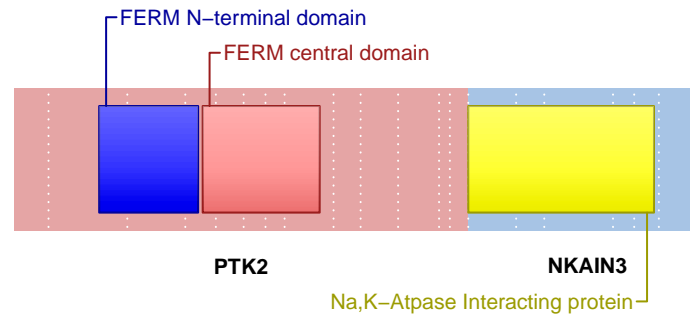 FERM N−terminal domain
FERM central domain
PTK2
NKAIN3
Na,K−Atpase Interacting protein